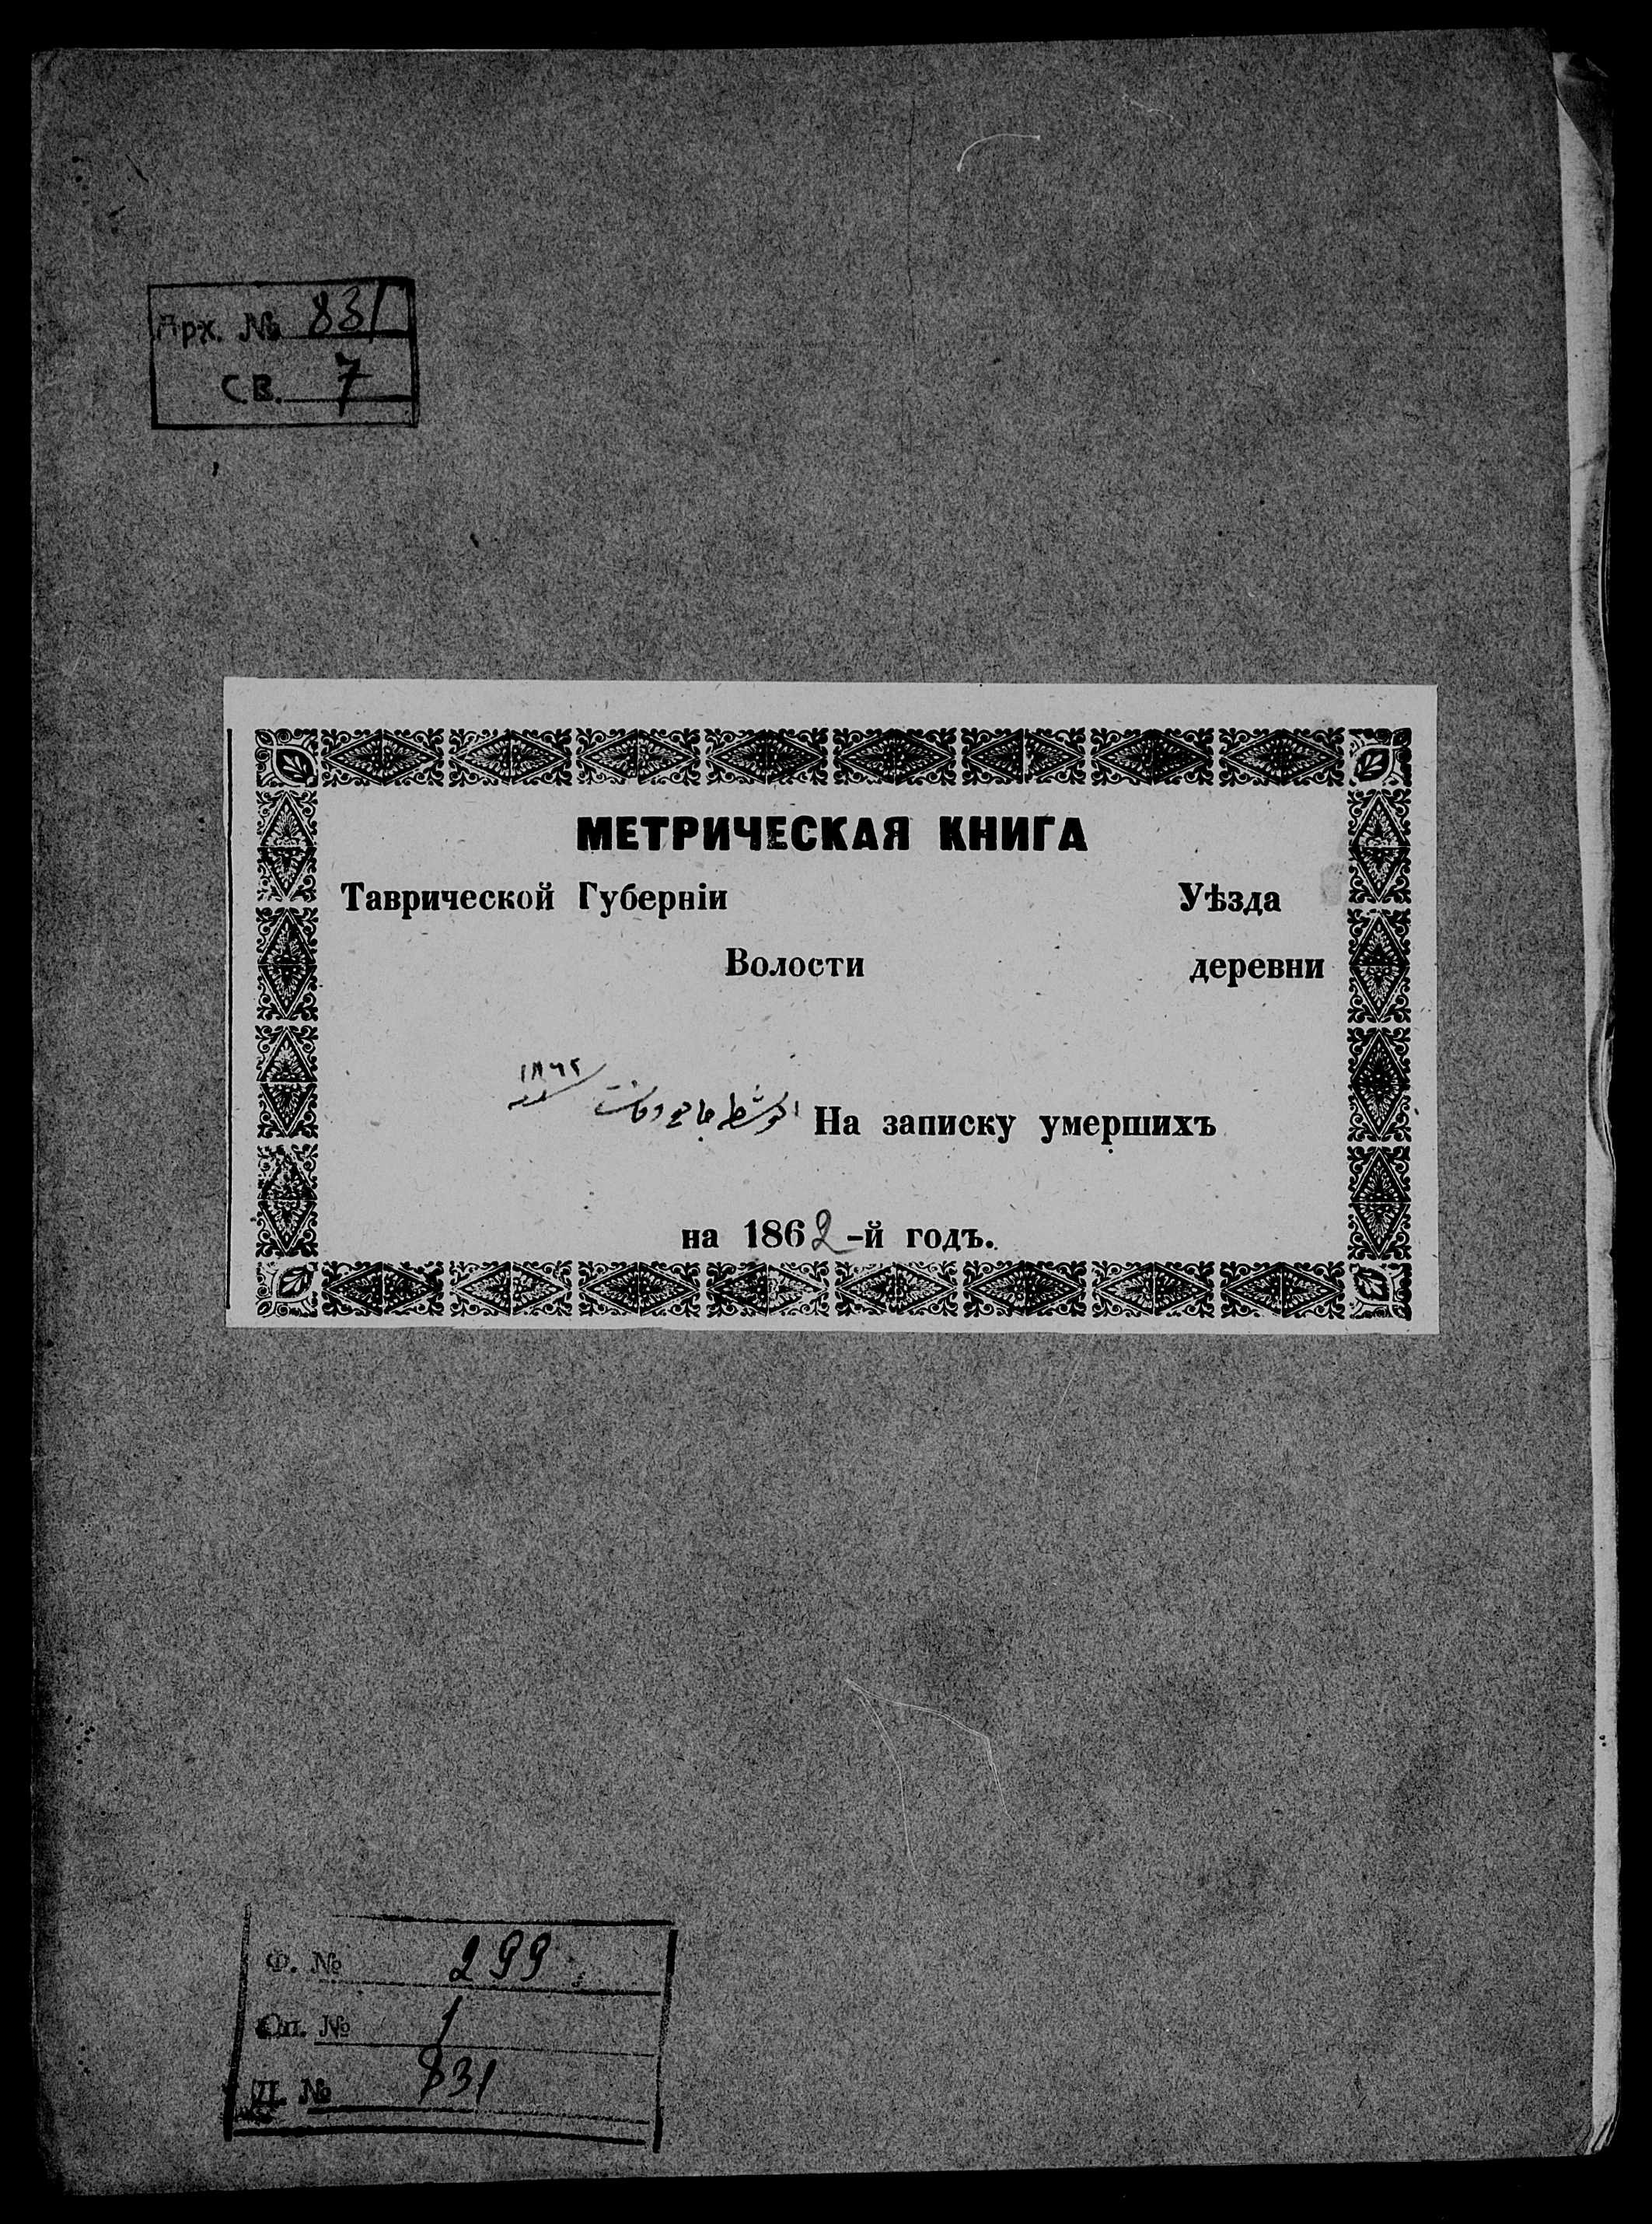 Арх. № 831
СВ. 7
МЕТРИЧЕСКАЯ КНИГА
Таврической Губерніи Уѣзда
Волости деревни
١٨٦٢
На записку умершихъ
на 1862-й годъ.
Ф. № 299
Оп. № 1
Д. № 831